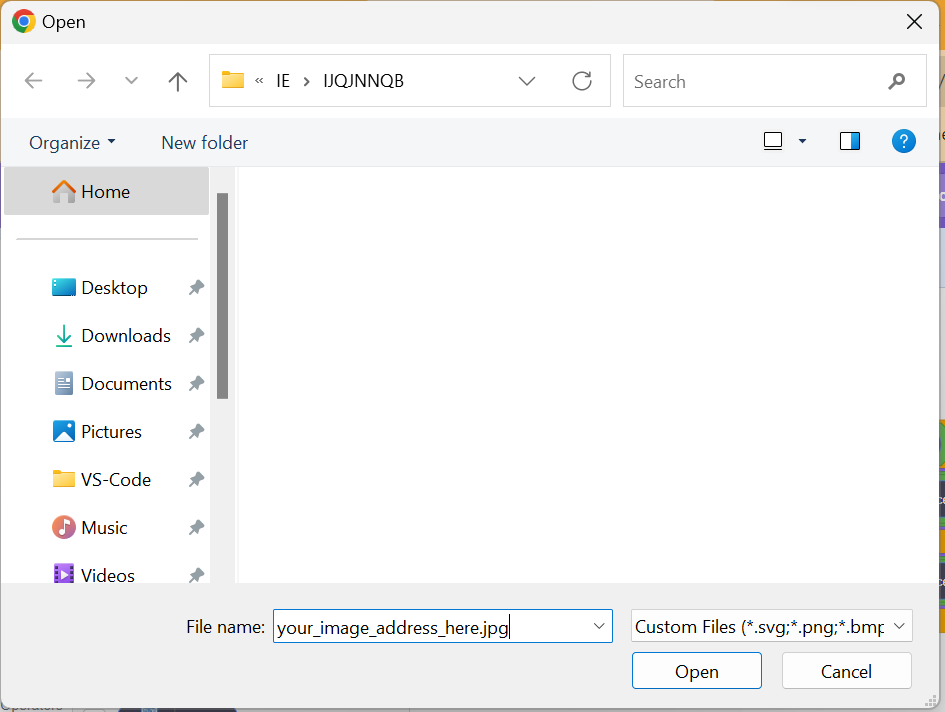 Open
« IE > IJQJNNQB
Search
Organize
New folder
?
Home
Desktop
Downloads
Documents
Pictures
VS-Code
Music
Videos
File name: your_image_address_here.jpg
Custom Files (*.svg;*.png;*.bmp
Open
Cancel